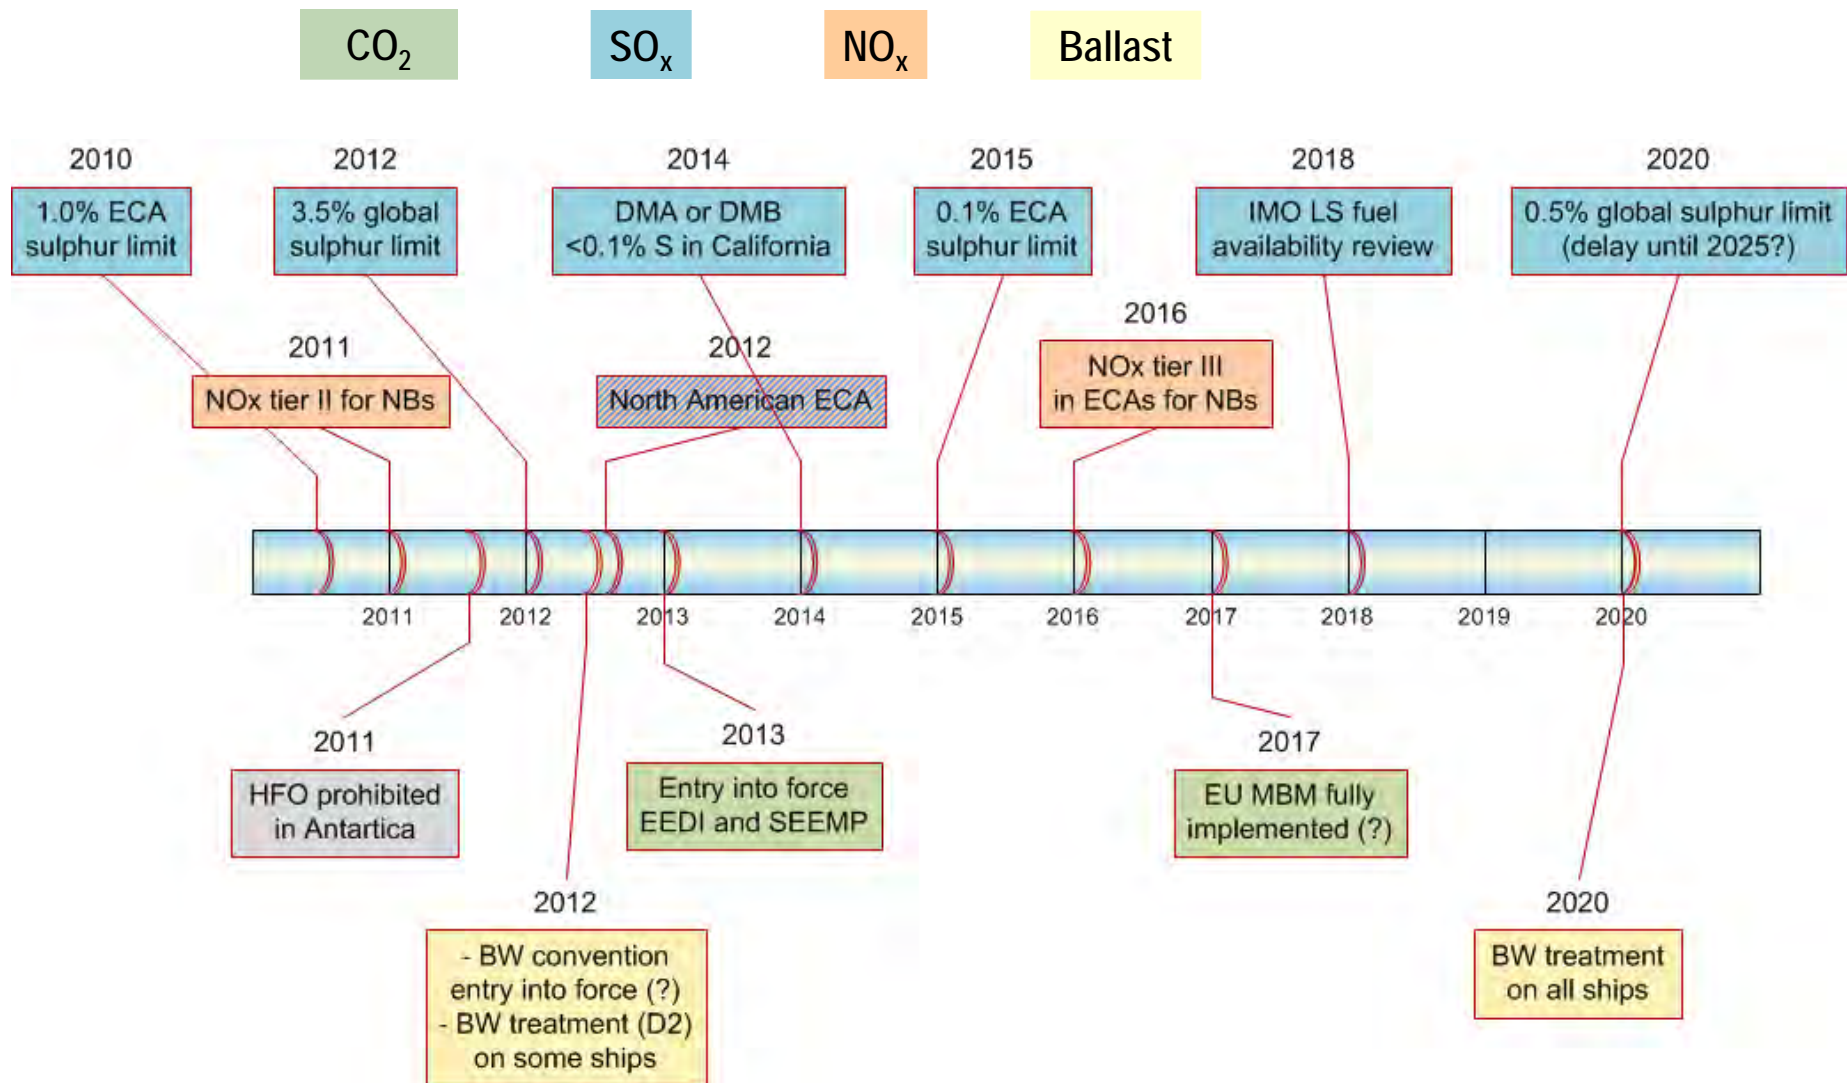 CO₂
SOₓ
NOₓ
Ballast
2010
1.0% ECA
sulphur limit
2012
3.5% global
sulphur limit
2014
DMA or DMB
<0.1% S in California
2015
0.1% ECA
sulphur limit
2018
IMO LS fuel
availability review
2020
0.5% global sulphur limit
(delay until 2025?)
2011
NOx tier II for NBs
2012
North American ECA
2016
NOx tier III
in ECAs for NBs
2011
2012
2013
2014
2015
2016
2017
2018
2019
2020
2011
HFO prohibited
in Antartica
2013
Entry into force
EEDI and SEEMP
2017
EU MBM fully
implemented (?)
2012
- BW convention
entry into force (?)
- BW treatment (D2)
on some ships
2020
BW treatment
on all ships